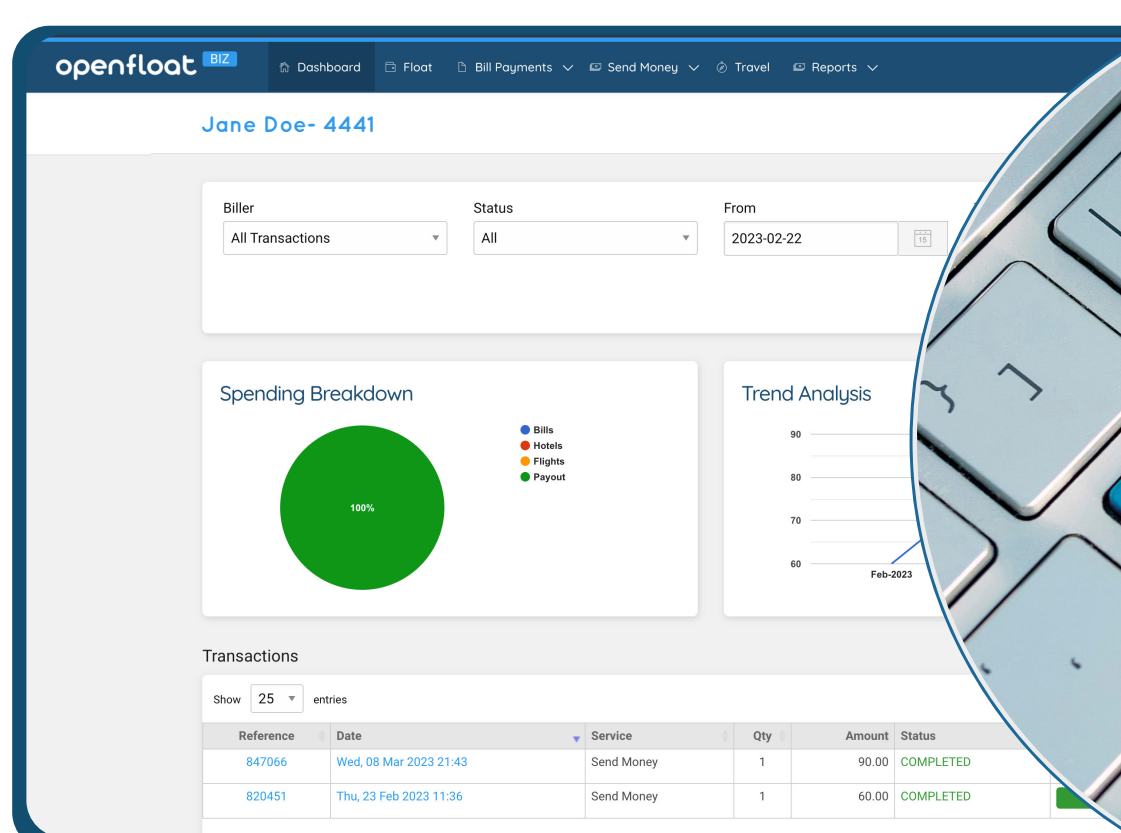 openfloat BIZ
Dashboard Float Bill Payments Send Money Travel Reports
Jane Doe- 4441
Biller Status From
All Transactions All 2023-02-22 15
Spending Breakdown
Trend Analysis
Bills
Hotels
Flights
Payout
100%
90
80
70
60
Feb-2023
Transactions
Show 25 entries
Reference Date Service Qty Amount Status
847066 Wed, 08 Mar 2023 21:43 Send Money 1 90.00 COMPLETED
820451 Thu, 23 Feb 2023 11:36 Send Money 1 60.00 COMPLETED
} ]